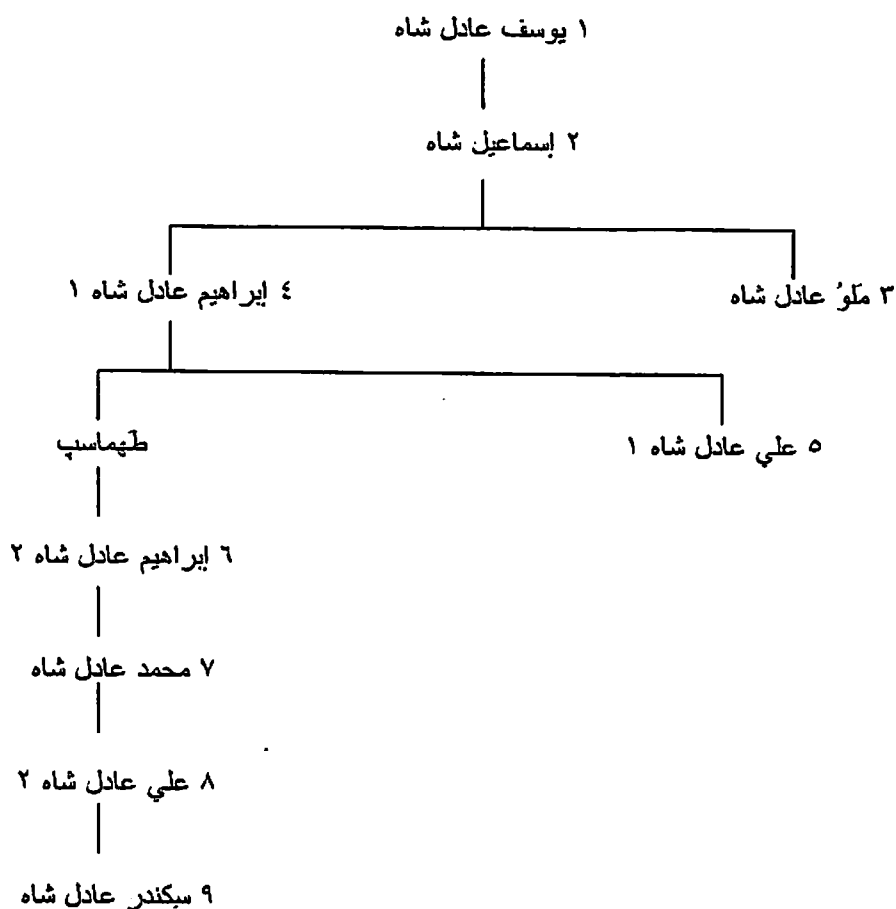 ١ يوسف عادل شاه
٢ إسماعيل شاه
٣ ملوُ عادل شاه
٤ إبراهيم عادل شاه ١
٥ علي عادل شاه ١
طهماسپ
٦ إبراهيم عادل شاه ٢
٧ محمد عادل شاه
٨ علي عادل شاه ٢
٩ سيكندر عادل شاه